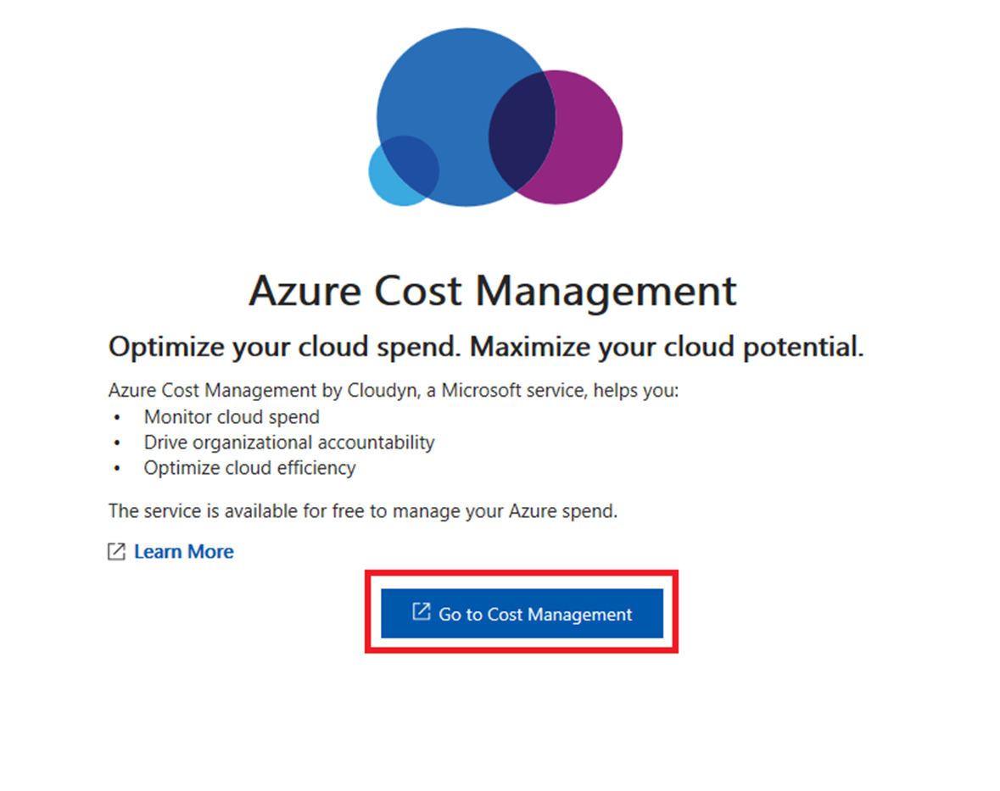 Azure Cost Management
Optimize your cloud spend. Maximize your cloud potential.
Azure Cost Management by Cloudyn, a Microsoft service, helps you:
• Monitor cloud spend
• Drive organizational accountability
• Optimize cloud efficiency
The service is available for free to manage your Azure spend.
Learn More
Go to Cost Management